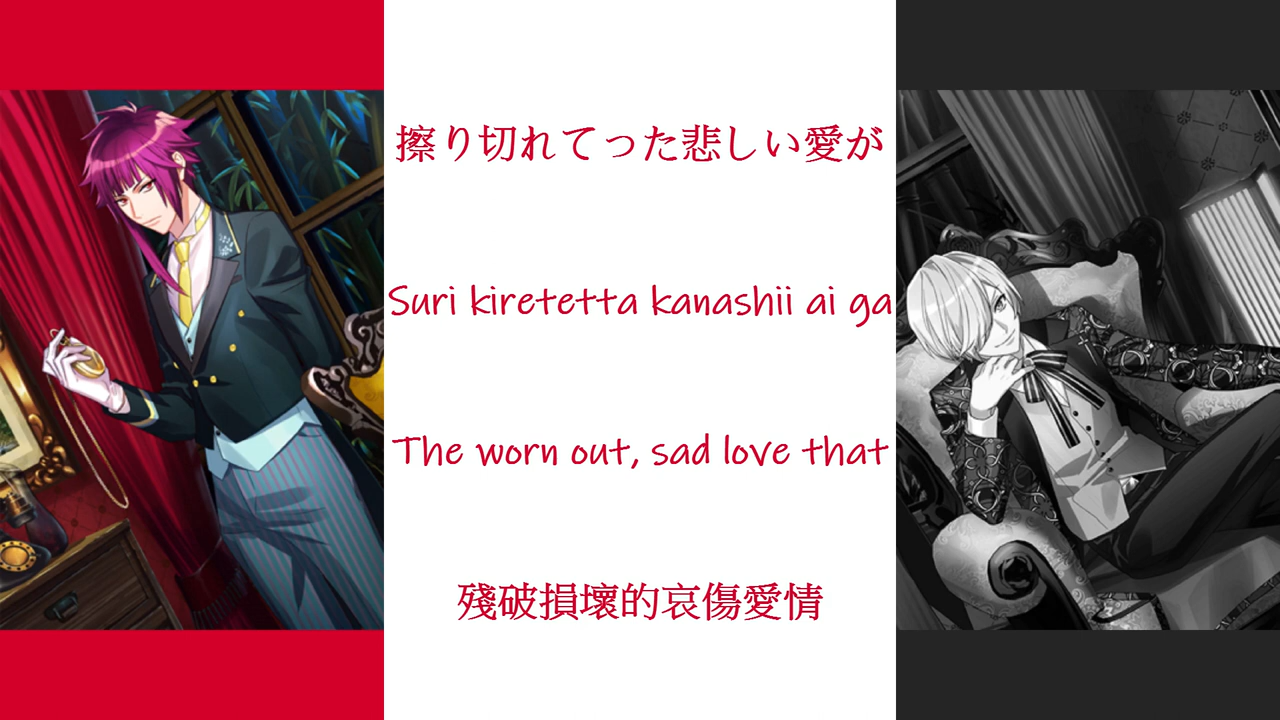 擦り切れてった悲しい愛が
Suri kiretetta kanashii ai ga
The worn out, sad love that
殘破損壞的哀傷愛情